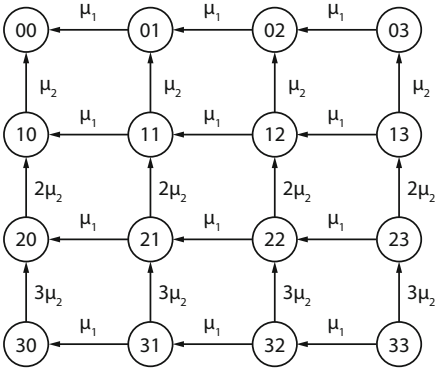 μ₁ μ₁ μ₁
00 01 02 03
μ₂ μ₂ μ₂ μ₂
μ₁ μ₁ μ₁
10 11 12 13
2μ₂ 2μ₂ 2μ₂ 2μ₂
μ₁ μ₁ μ₁
20 21 22 23
3μ₂ 3μ₂ 3μ₂ 3μ₂
μ₁ μ₁ μ₁
30 31 32 33